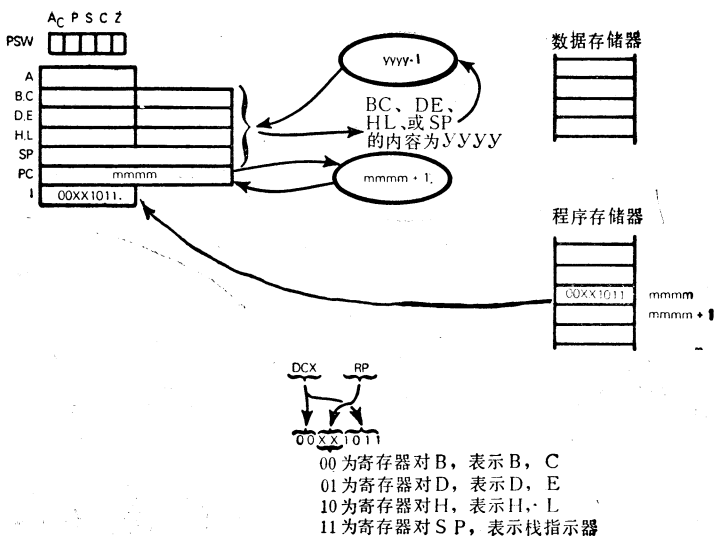 A_C P S C Z
PSW
A
B.C
D.E
H.L
SP
PC mmmm
I 00XX1011.
yyyy-1
BC、DE、
HL、或SP
的内容为yyyy
mmmm + 1.
数据存储器
程序存储器
00XX1011 mmmm
mmmm + 1
DCX RP
00XX1011
00为寄存器对B，表示B，C
01为寄存器对D，表示D，E
10为寄存器对H，表示H，L
11为寄存器对SP，表示栈指示器